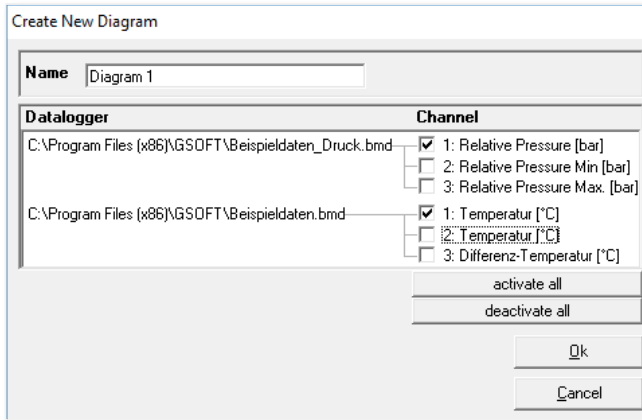 Create New Diagram
Name Diagram 1
Datalogger Channel
C:\Program Files (x86)\GSOFT\Beispieldaten_Druck.bmd 1: Relative Pressure [bar]
2: Relative Pressure Min [bar]
3: Relative Pressure Max. [bar]
C:\Program Files (x86)\GSOFT\Beispieldaten.bmd 1: Temperatur [°C]
2: Temperatur [°C]
3: Differenz-Temperatur [°C]
activate all
deactivate all
Ok
Cancel